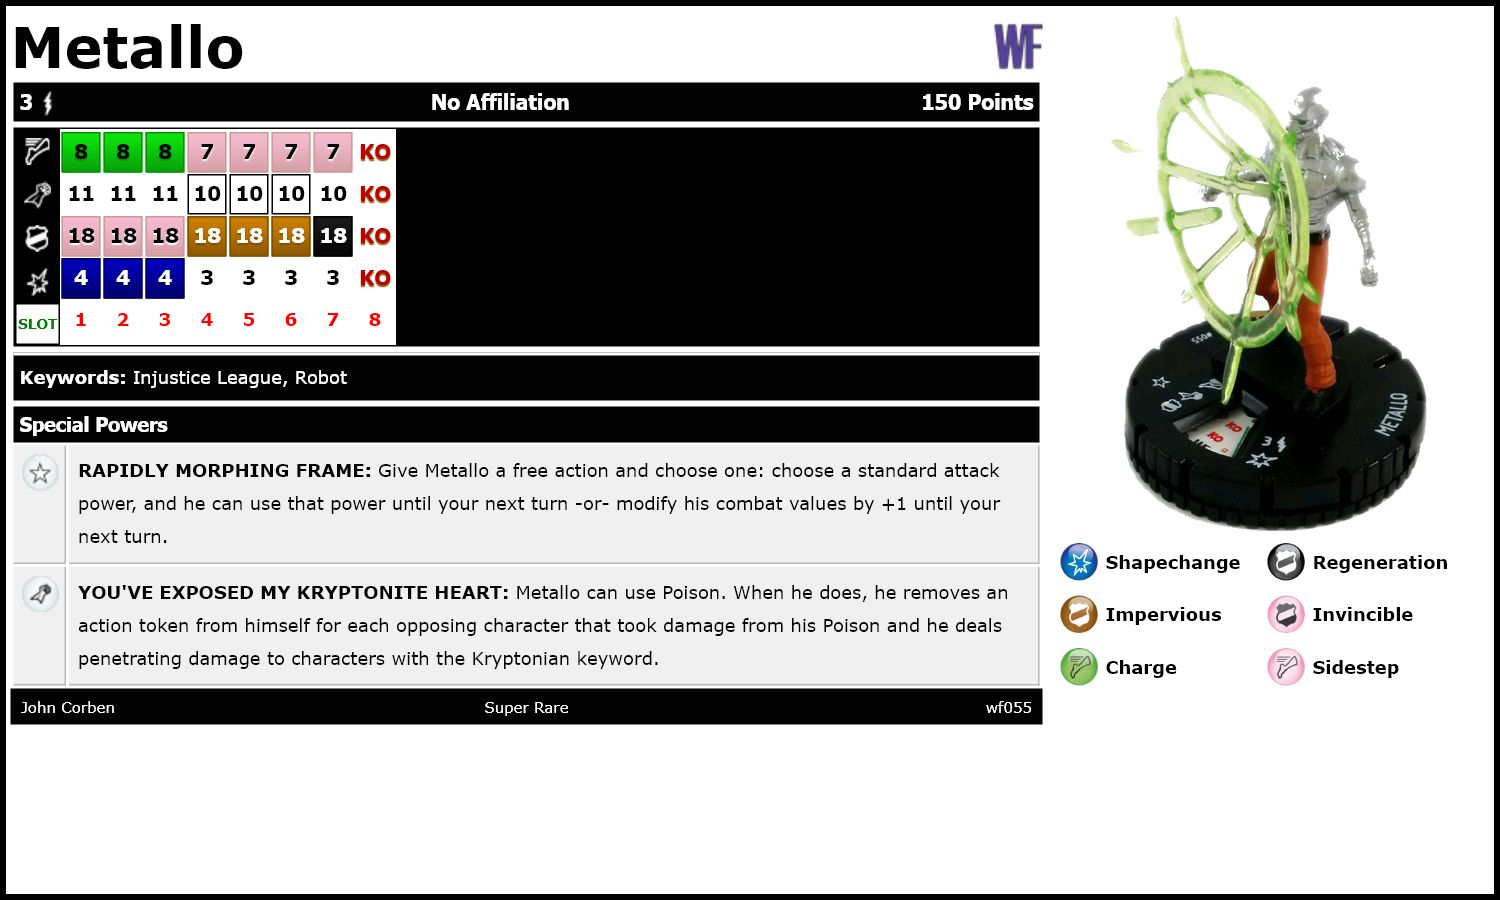 Metallo
WF
3 No Affiliation 150 Points
8 8 8 7 7 7 7 KO
11 11 11 10 10 10 10 KO
18 18 18 18 18 18 18 KO
4 4 4 3 3 3 3 KO
SLOT 1 2 3 4 5 6 7 8
Keywords: Injustice League, Robot
Special Powers
RAPIDLY MORPHING FRAME: Give Metallo a free action and choose one: choose a standard attack
power, and he can use that power until your next turn -or- modify his combat values by +1 until your
next turn.
YOU'VE EXPOSED MY KRYPTONITE HEART: Metallo can use Poison. When he does, he removes an
action token from himself for each opposing character that took damage from his Poison and he deals
penetrating damage to characters with the Kryptonian keyword.
John Corben Super Rare wf055
#055
METALLO
KO
KO
3
Shapechange Regeneration
Impervious Invincible
Charge Sidestep